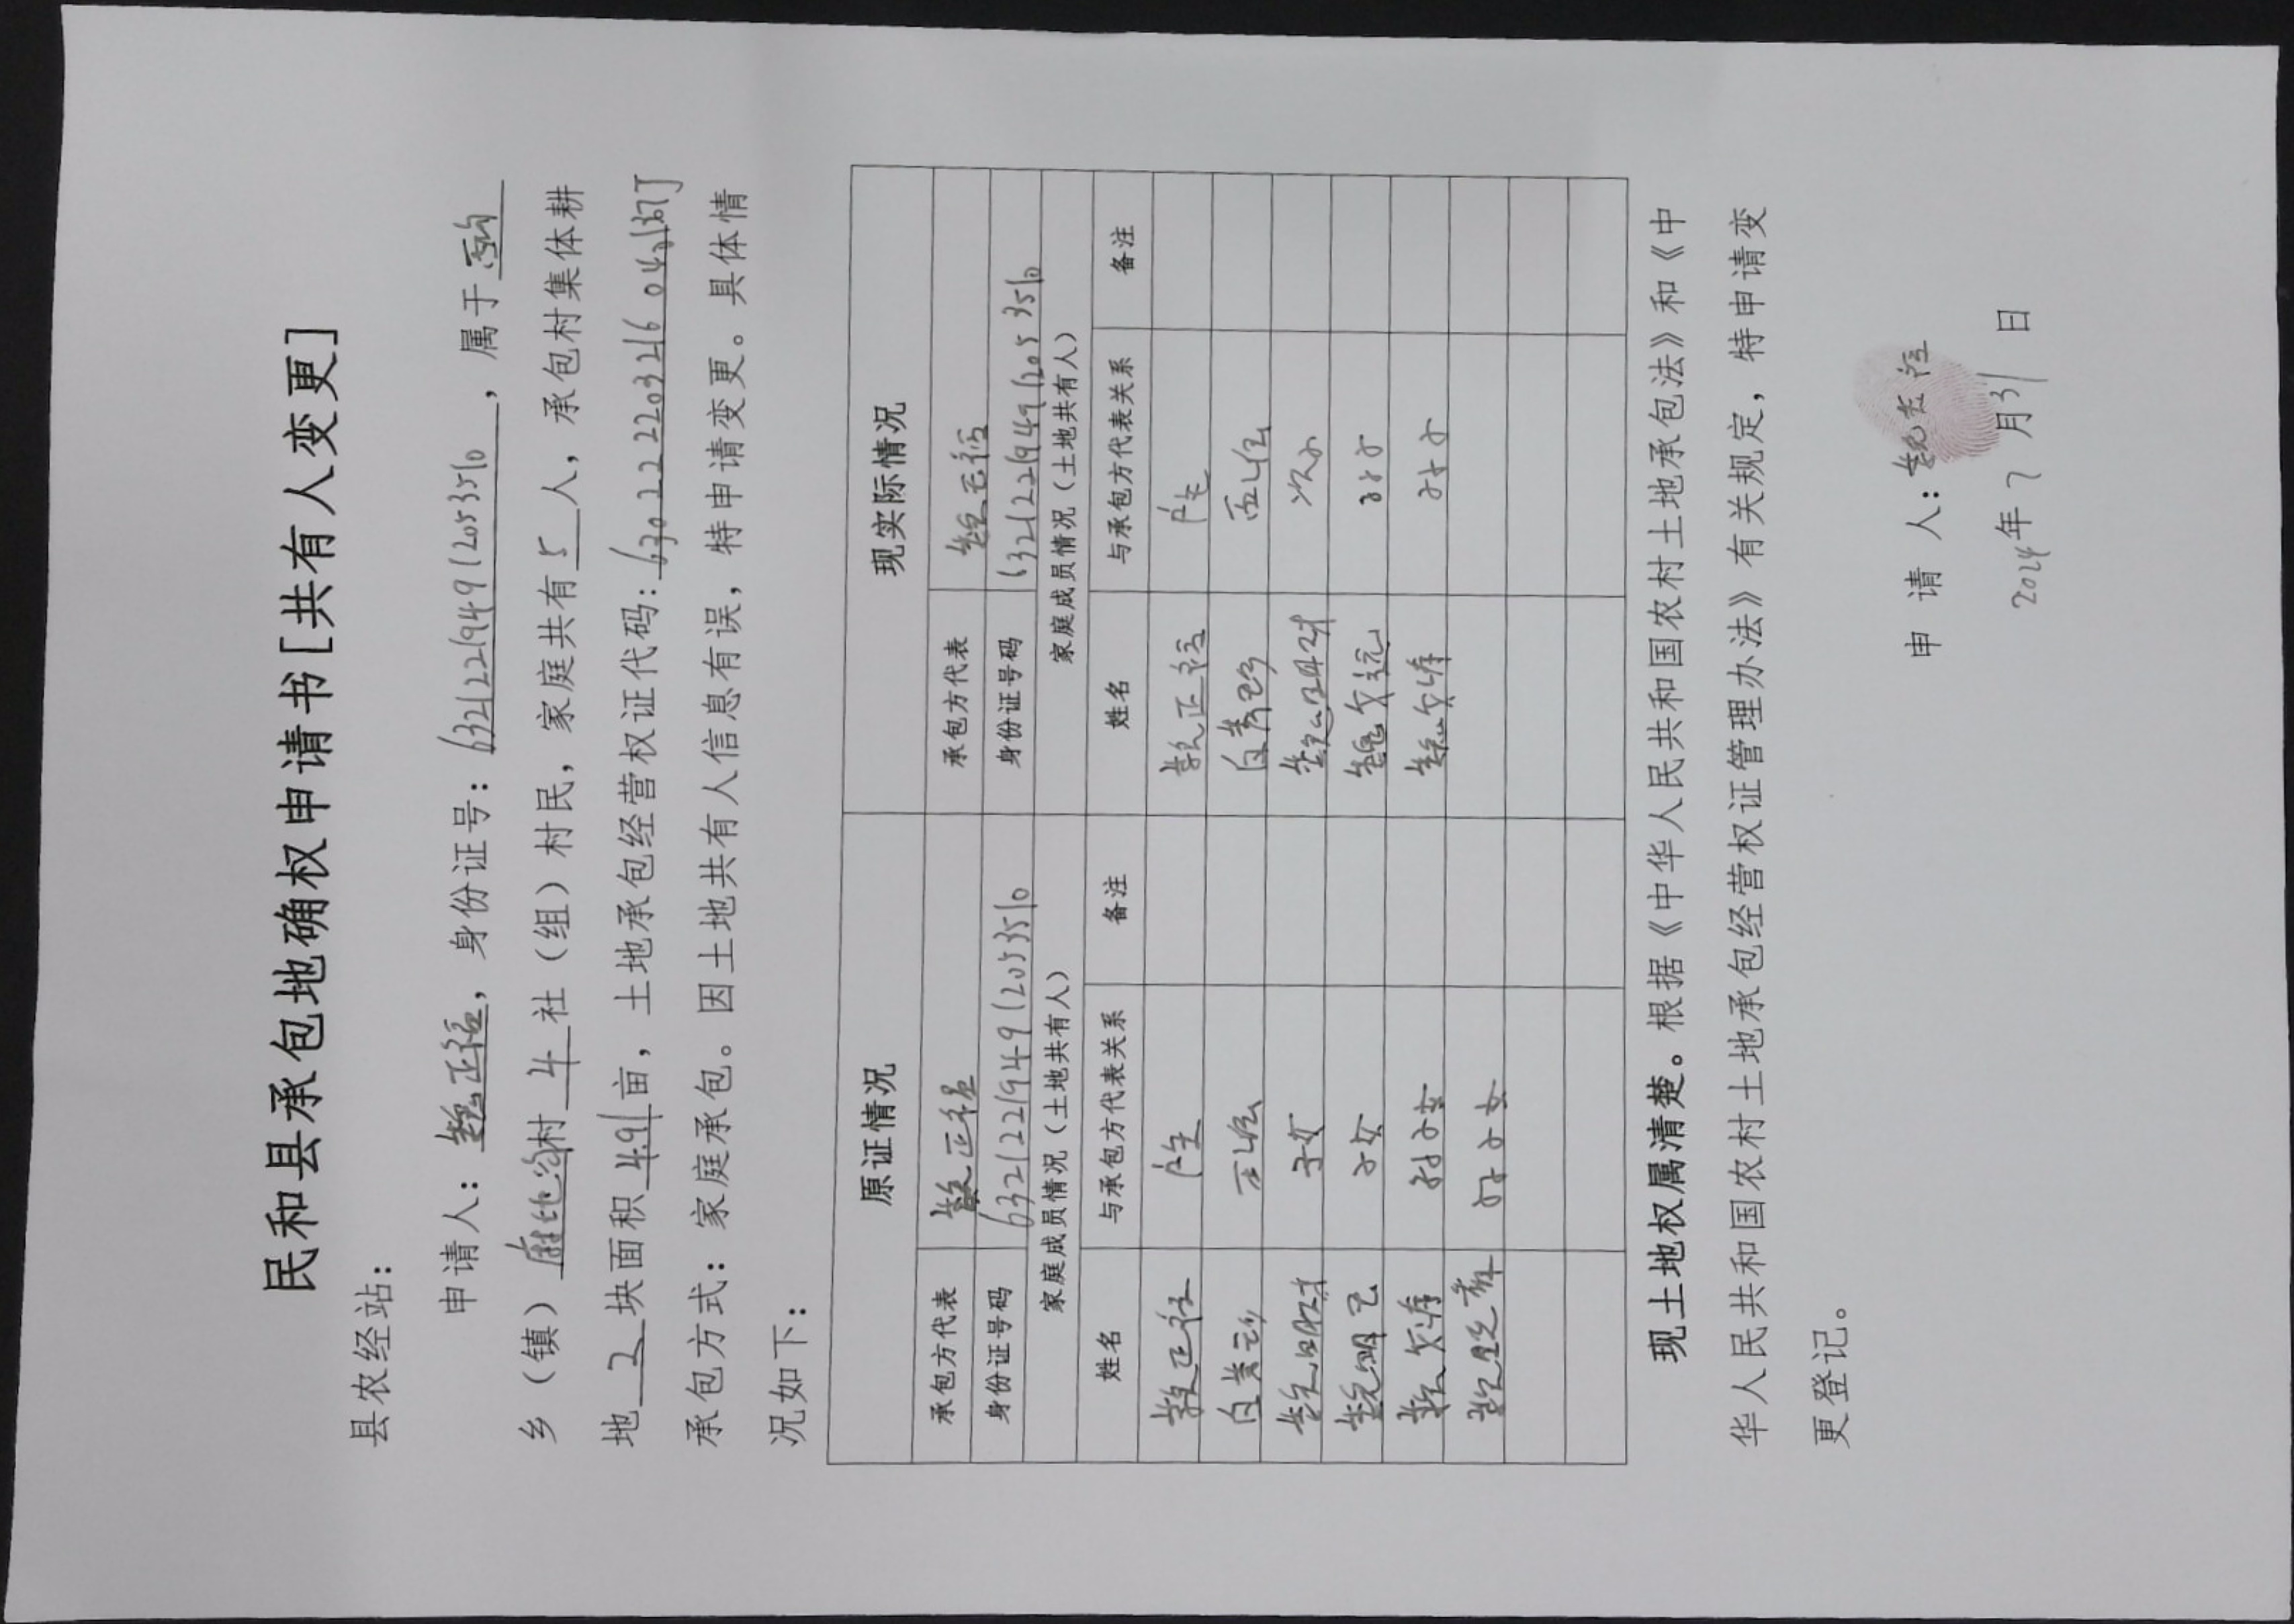 民和县承包地确权申请书[共有人变更]
县农经站：
申请人：魏正福，身份证号：632122194912053510，属于西沟
乡（镇）麻地沟村 4 社（组）村民，家庭共有 5 人，承包村集体耕
地 2 块面积 4.91 亩，土地承包经营权证代码：
承包方式：家庭承包。因土地共有人信息有误，特申请变更。具体情
况如下：
原证情况 现实际情况
承包方代表 魏正福 承包方代表 魏正福
身份证号码 632122194912053510 身份证号码 632122194912053510
家庭成员情况（土地共有人） 家庭成员情况（土地共有人）
姓名 与承包方代表关系 备注 姓名 与承包方代表关系 备注
魏正福 户主 魏正福 户主
白秀珍 配偶 白秀珍 配偶
魏明财 子女 魏明财 次子
魏明 子女 魏 孙子
魏 孙子女 魏 孙子
魏 孙子女
现土地权属清楚。根据《中华人民共和国农村土地承包法》和《中
华人民共和国农村土地承包经营权证管理办法》有关规定，特申请变
更登记。
申 请 人：魏正福
2024年 7 月 31 日